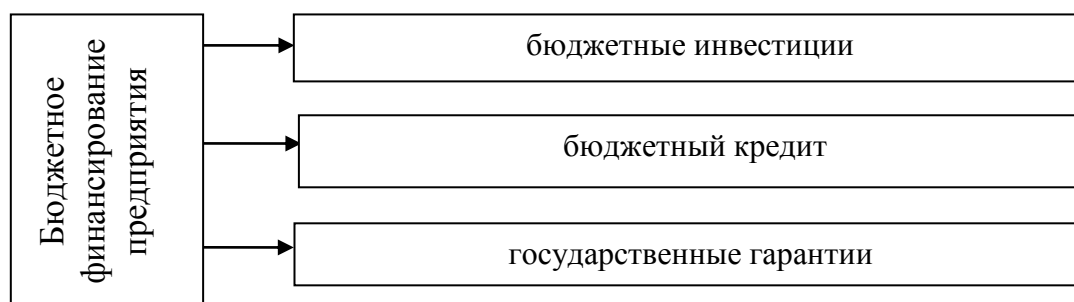 Бюджетное
финансирование
предприятия
бюджетные инвестиции
бюджетный кредит
государственные гарантии